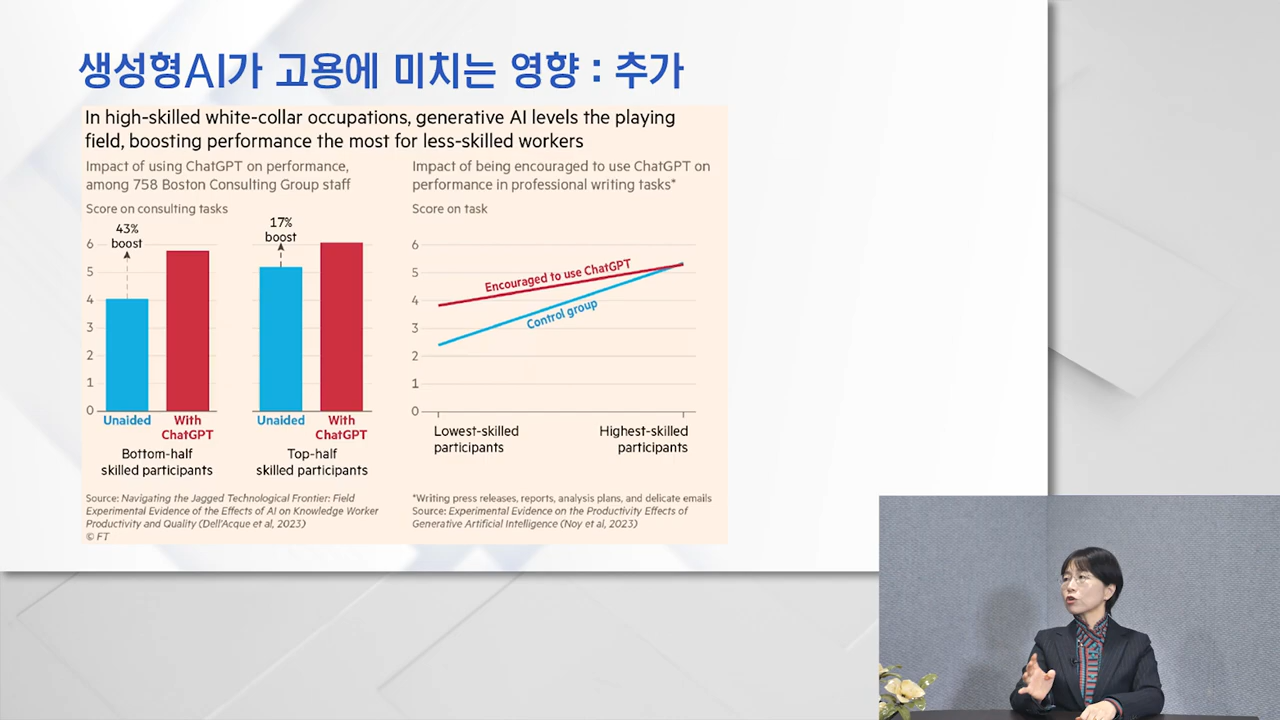 생성형AI가 고용에 미치는 영향 : 추가
In high-skilled white-collar occupations, generative AI levels the playing
field, boosting performance the most for less-skilled workers
Impact of using ChatGPT on performance,
among 758 Boston Consulting Group staff
Score on consulting tasks
43%
boost
17%
boost
6
5
4
3
2
1
0
Unaided
With
ChatGPT
Unaided
With
ChatGPT
Bottom-half
skilled participants
Top-half
skilled participants
Source: Navigating the Jagged Technological Frontier: Field
Experimental Evidence of the Effects of AI on Knowledge Worker
Productivity and Quality (Dell'Acque et al, 2023)
© FT
Impact of being encouraged to use ChatGPT on
performance in professional writing tasks*
Score on task
6
5
4
3
2
1
0
Encouraged to use ChatGPT
Control group
Lowest-skilled
participants
Highest-skilled
participants
*Writing press releases, reports, analysis plans, and delicate emails
Source: Experimental Evidence on the Productivity Effects of
Generative Artificial Intelligence (Noy et al, 2023)